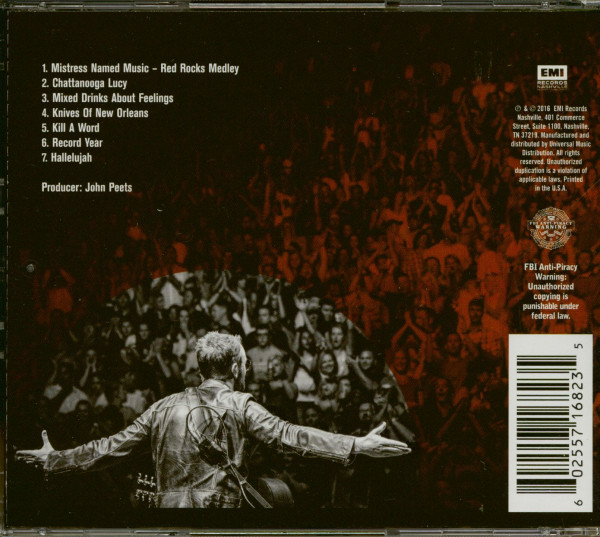 1. Mistress Named Music – Red Rocks Medley
2. Chattanooga Lucy
3. Mixed Drinks About Feelings
4. Knives Of New Orleans
5. Kill A Word
6. Record Year
7. Hallelujah
Producer: John Peets
EMI
RECORDS
NASHVILLE
℗ & © 2016 EMI Records
Nashville, 401 Commerce
Street, Suite 1100, Nashville,
TN 37219. Manufactured and
distributed by Universal Music
Distribution. All rights
reserved. Unauthorized
duplication is a violation of
applicable laws. Printed
in the U.S.A.
FBI ANTI-PIRACY
WARNING
FBI Anti-Piracy
Warning:
Unauthorized
copying is
punishable under
federal law.
6 02557 16823 5